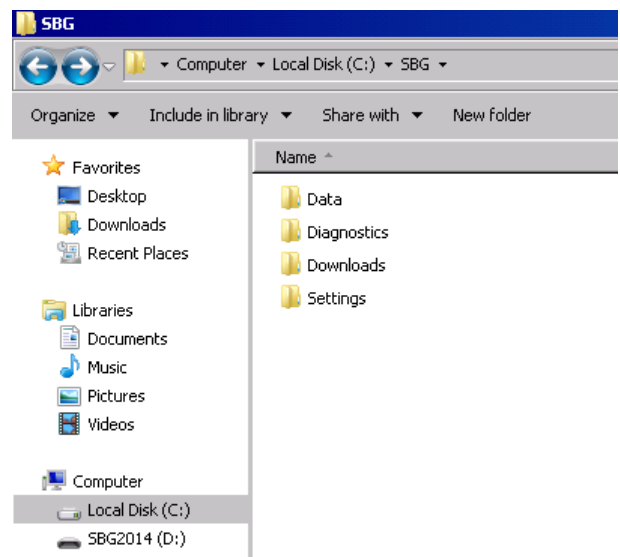 SBG
Computer Local Disk (C:) SBG
Organize Include in library Share with New folder
Favorites
Desktop
Downloads
Recent Places
Libraries
Documents
Music
Pictures
Videos
Computer
Local Disk (C:)
SBG2014 (D:)
Name
Data
Diagnostics
Downloads
Settings